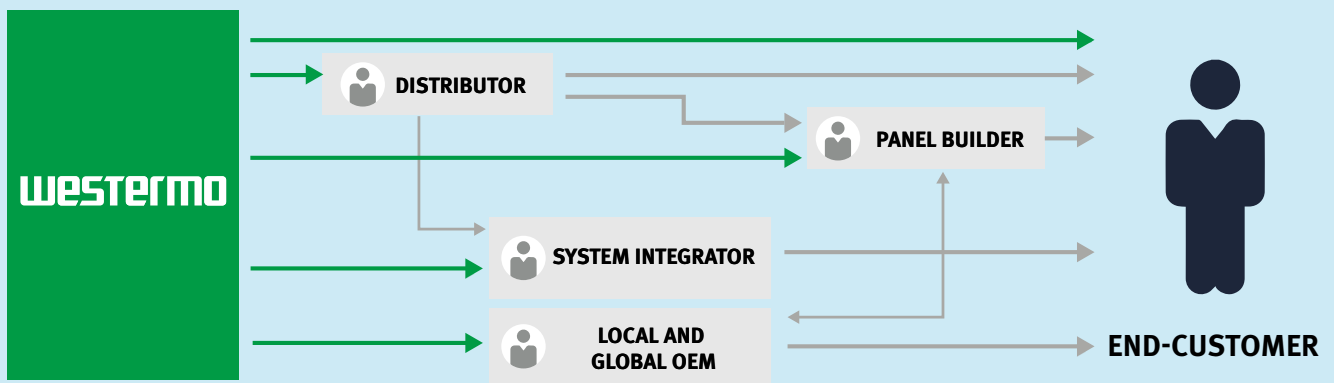 DISTRIBUTOR
PANEL BUILDER
westermo
SYSTEM INTEGRATOR
LOCAL AND
GLOBAL OEM
END-CUSTOMER